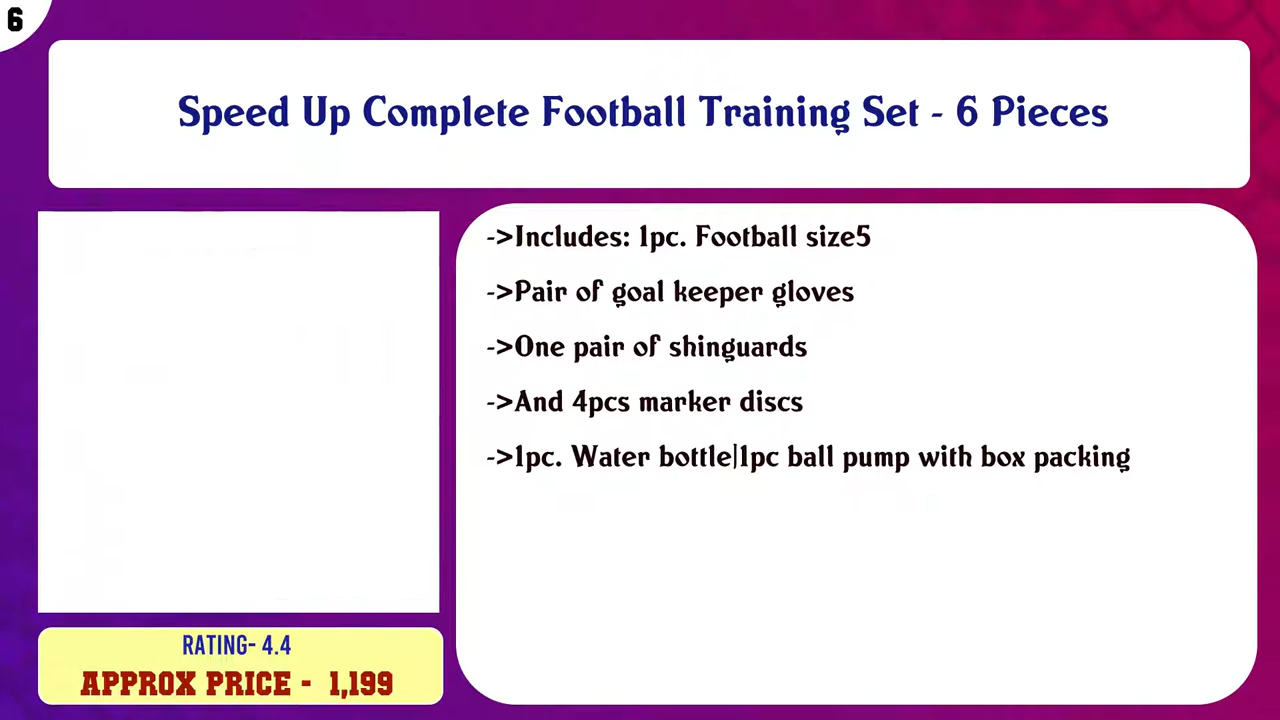 6
Speed Up Complete Football Training Set - 6 Pieces
->Includes: 1pc. Football size5
->Pair of goal keeper gloves
->One pair of shinguards
->And 4pcs marker discs
->1pc. Water bottle|1pc ball pump with box packing
RATING- 4.4
APPROX PRICE - 1,199